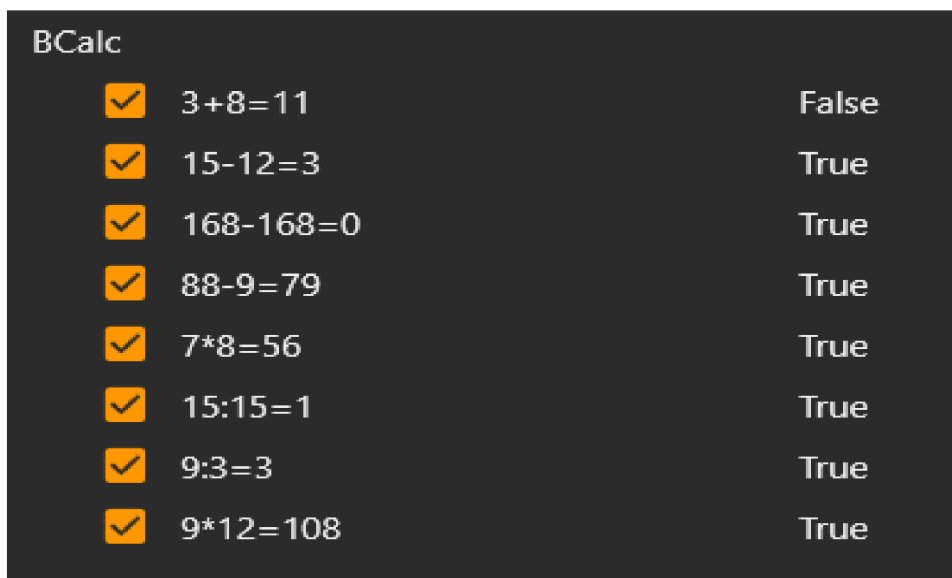 BCalc
3+8=11 False
15-12=3 True
168-168=0 True
88-9=79 True
7*8=56 True
15:15=1 True
9:3=3 True
9*12=108 True